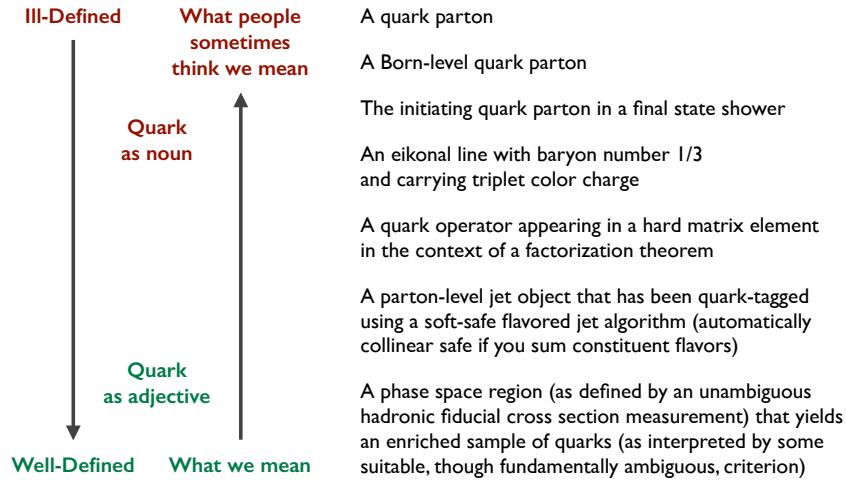 Ill-Defined
What people
sometimes
think we mean
Quark
as noun
Quark
as adjective
Well-Defined
What we mean
A quark parton
A Born-level quark parton
The initiating quark parton in a final state shower
An eikonal line with baryon number 1/3
and carrying triplet color charge
A quark operator appearing in a hard matrix element
in the context of a factorization theorem
A parton-level jet object that has been quark-tagged
using a soft-safe flavored jet algorithm (automatically
collinear safe if you sum constituent flavors)
A phase space region (as defined by an unambiguous
hadronic fiducial cross section measurement) that yields
an enriched sample of quarks (as interpreted by some
suitable, though fundamentally ambiguous, criterion)